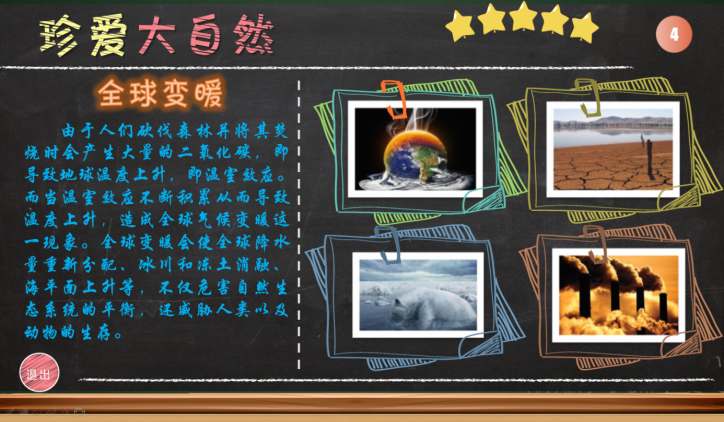 珍爱大自然
4
全球变暖
由于人们砍伐森林并将其焚
烧时会产生大量的二氧化碳，即
导致地球温度上升，即温室效应。
而当温室效应不断积累从而导致
温度上升，造成全球气候变暖这
一现象。全球变暖会使全球降水
量重新分配、冰川和冻土消融、
海平面上升等，不仅危害自然生
态系统的平衡，还威胁人类以及
动物的生存。
退出